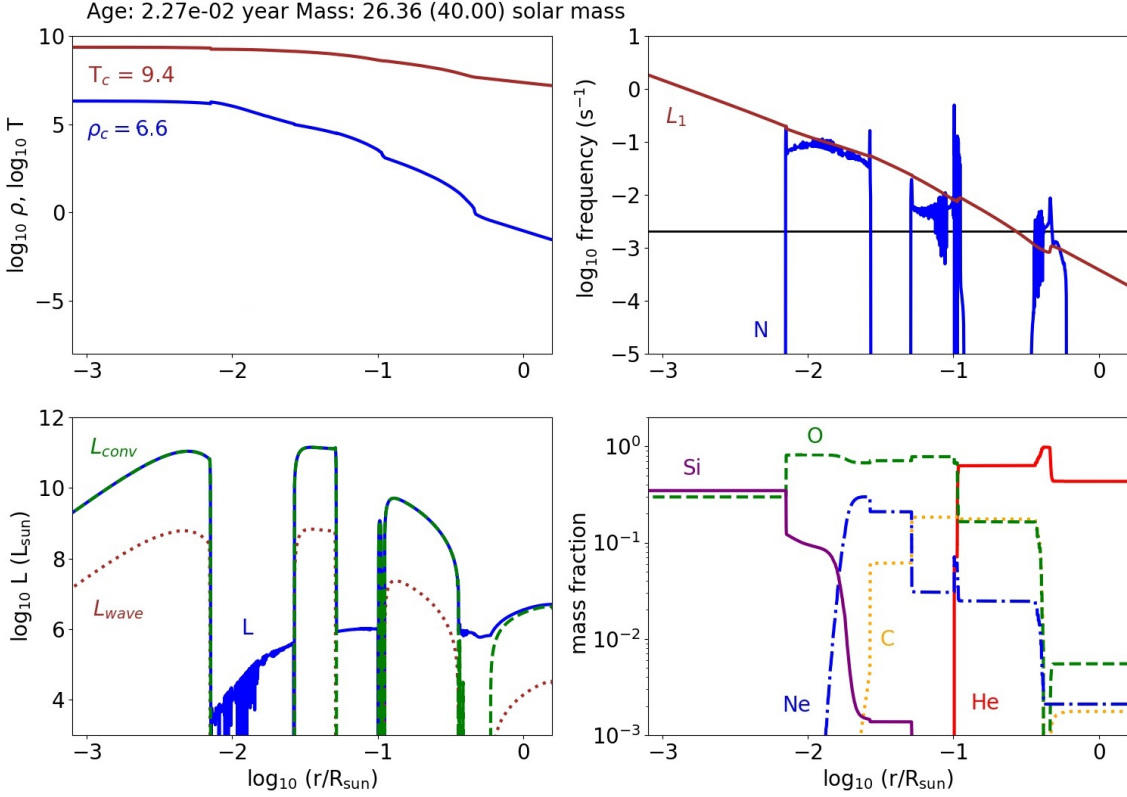 Age: 2.27e-02 year Mass: 26.36 (40.00) solar mass
10
5
0
−5
log₁₀ ρ, log₁₀ T
T_c = 9.4
ρ_c = 6.6
−3 −2 −1 0
1
0
−1
−2
−3
−4
−5
log₁₀ frequency (s⁻¹)
L₁
N
−3 −2 −1 0
12
10
8
6
4
log₁₀ L (L_sun)
L_conv
L_wave
L
−3 −2 −1 0
log₁₀ (r/R_sun)
10⁰
10⁻¹
10⁻²
10⁻³
mass fraction
O
Si
C
Ne
He
−3 −2 −1 0
log₁₀ (r/R_sun)